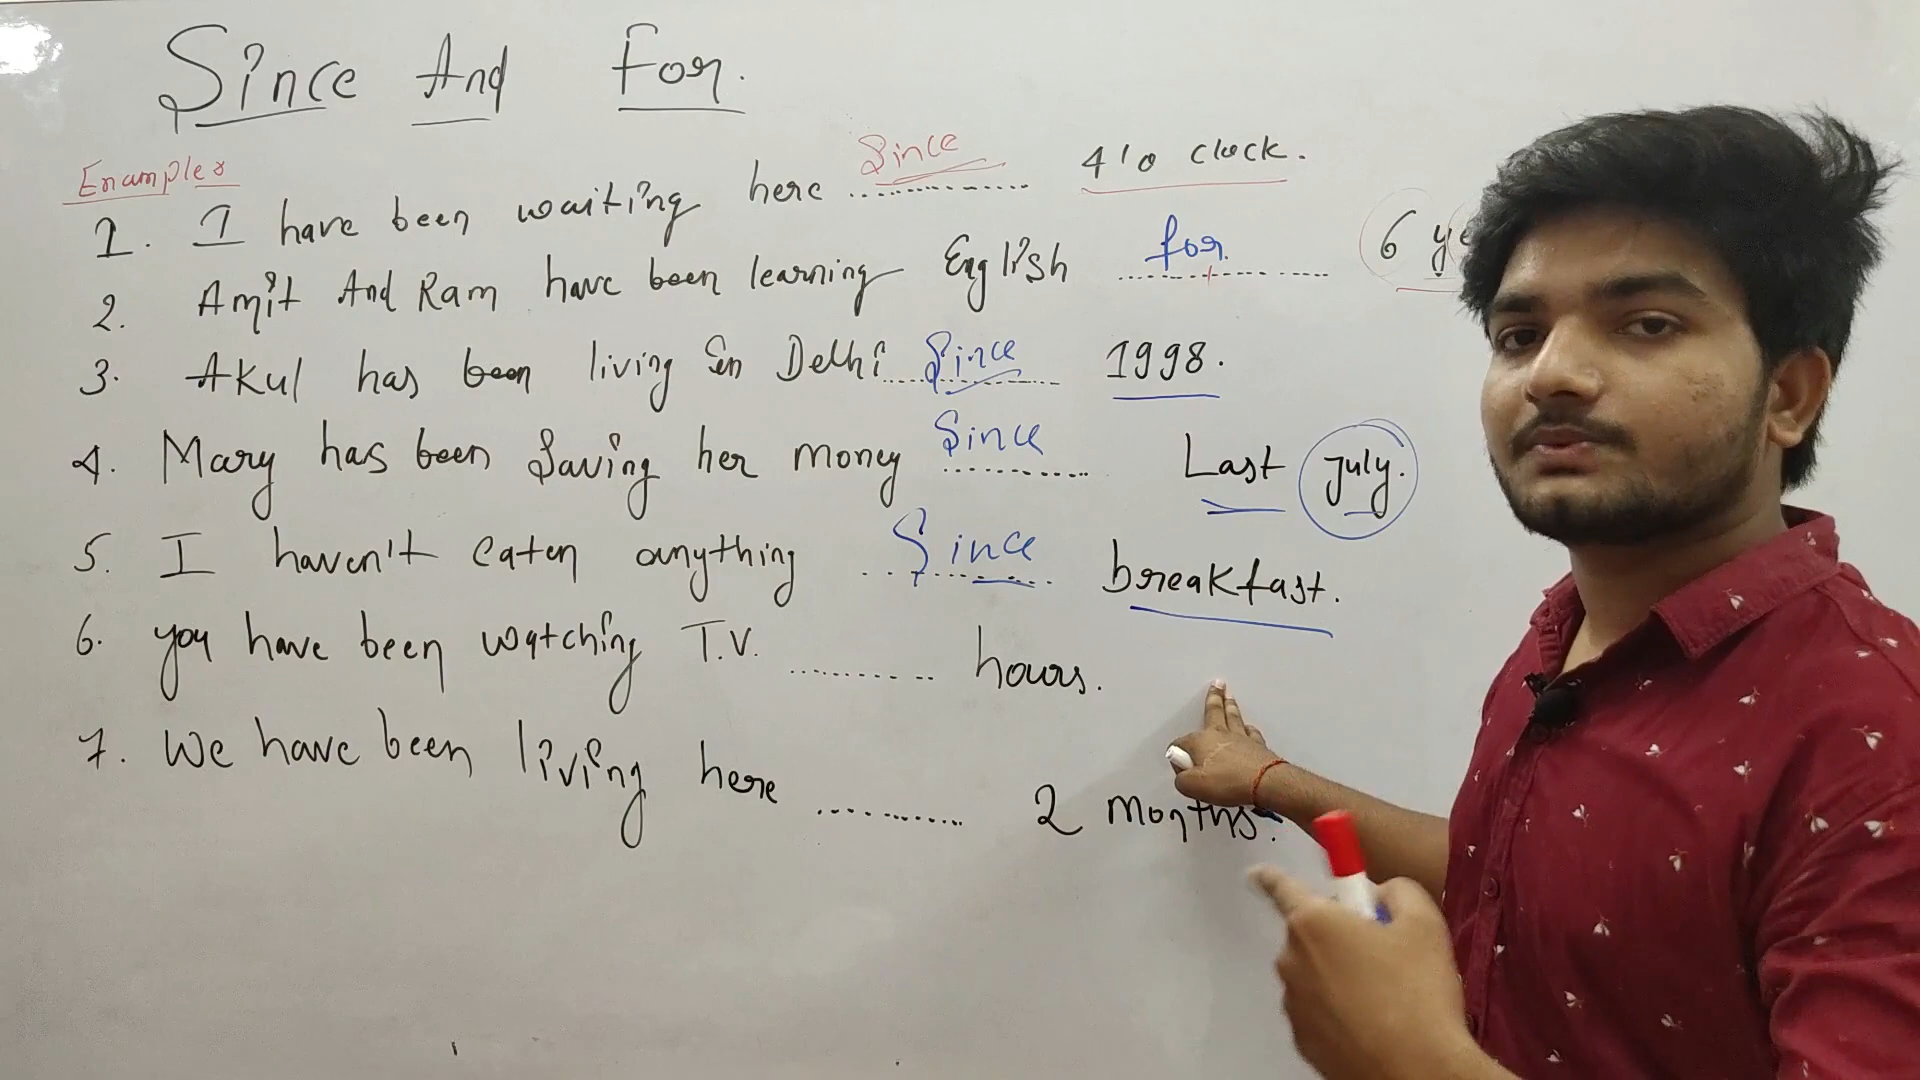 Since And For.
Examples
1. I have been waiting here since 4'o clock.
2. Amit And Ram have been learning English for 6 ye
3. Akul has been living in Delhi since 1998.
4. Mary has been saving her money since Last July.
5. I haven't eaten anything since breakfast.
6. you have been watching T.V. .......... hours.
7. We have been living here .......... 2 months.